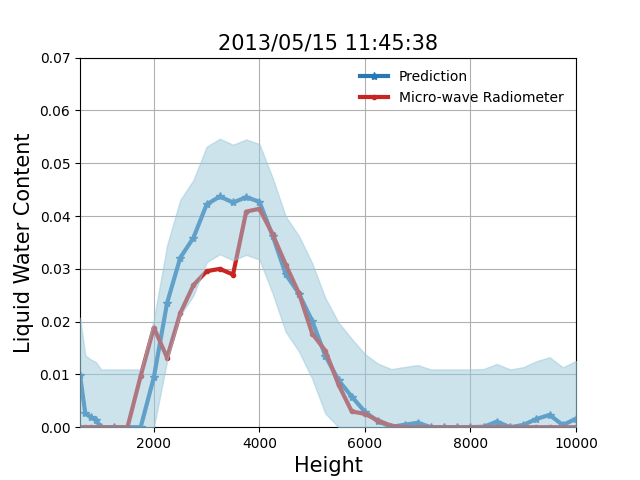 2013/05/15 11:45:38
Prediction
Micro-wave Radiometer
Liquid Water Content
0.07
0.06
0.05
0.04
0.03
0.02
0.01
0.00
2000 4000 6000 8000 10000
Height